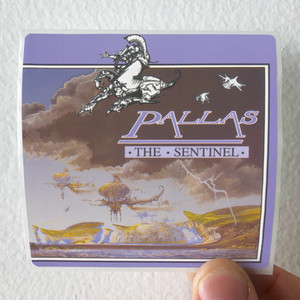 PALLAS
· THE · SENTINEL ·